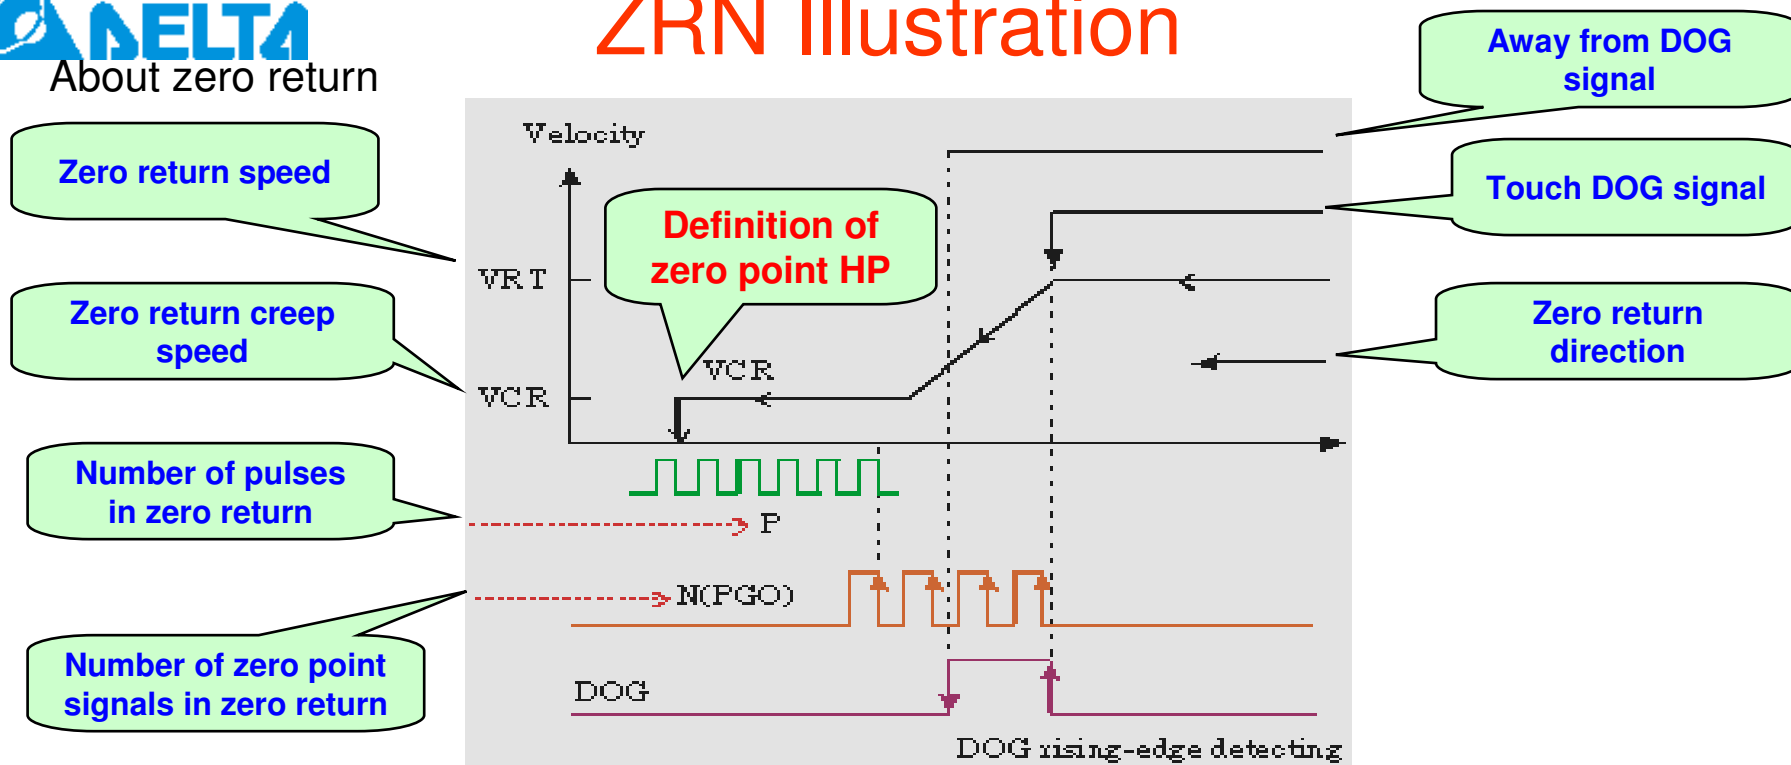 DELTA
ZRN Illustration
About zero return
Away from DOG
signal
Velocity
Zero return speed
Touch DOG signal
Definition of
zero point HP
VRT
Zero return creep
speed
Zero return
direction
VCR
VCR
Number of pulses
in zero return
P
N(PGO)
Number of zero point
signals in zero return
DOG
DOG rising-edge detecting